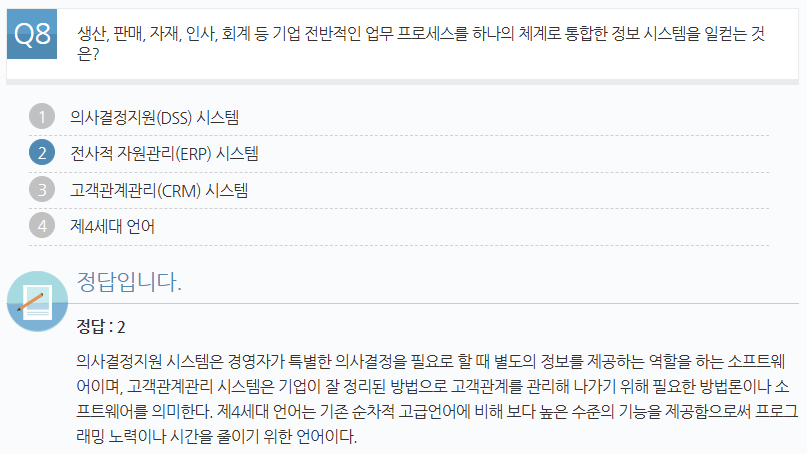 Q8
생산, 판매, 자재, 인사, 회계 등 기업 전반적인 업무 프로세스를 하나의 체계로 통합한 정보 시스템을 일컫는 것
은?
1 의사결정지원(DSS) 시스템
2 전사적 자원관리(ERP) 시스템
3 고객관계관리(CRM) 시스템
4 제4세대 언어
정답입니다.
정답 : 2
의사결정지원 시스템은 경영자가 특별한 의사결정을 필요로 할 때 별도의 정보를 제공하는 역할을 하는 소프트웨
어이며, 고객관계관리 시스템은 기업이 잘 정리된 방법으로 고객관계를 관리해 나가기 위해 필요한 방법론이나 소
프트웨어를 의미한다. 제4세대 언어는 기존 순차적 고급언어에 비해 보다 높은 수준의 기능을 제공함으로써 프로그
래밍 노력이나 시간을 줄이기 위한 언어이다.